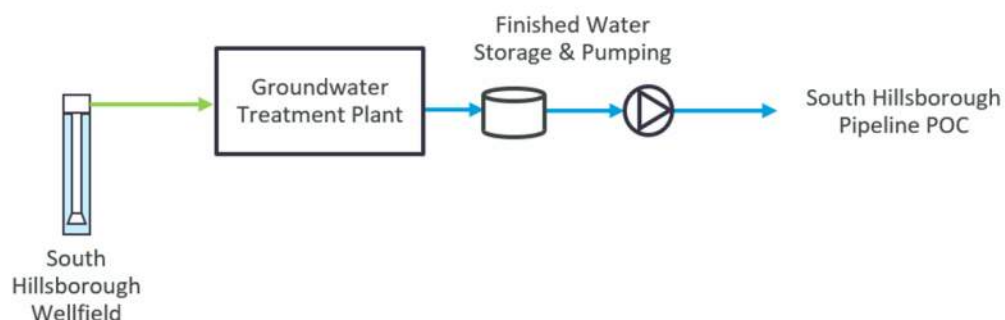 Finished Water
Storage & Pumping
Groundwater
Treatment Plant
South Hillsborough
Pipeline POC
South
Hillsborough
Wellfield